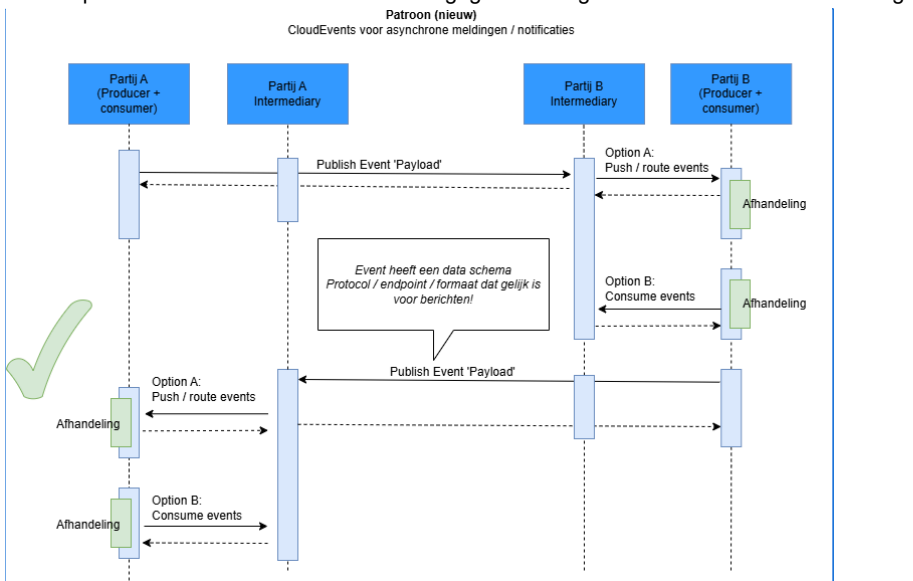 Patroon (nieuw)
CloudEvents voor asynchrone meldingen / notificaties
Partij A
(Producer +
consumer)
Partij A
Intermediary
Partij B
Intermediary
Partij B
(Producer +
consumer)
Publish Event 'Payload'
Option A:
Push / route events
Afhandeling
Event heeft een data schema
Protocol / endpoint / formaat dat gelijk is
voor berichten!
Option B:
Consume events
Afhandeling
Publish Event 'Payload'
Option A:
Push / route events
Afhandeling
Option B:
Consume events
Afhandeling